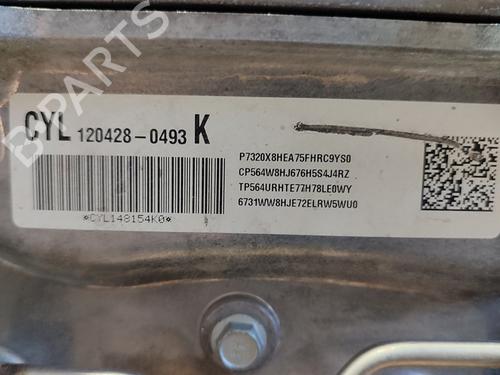 CYL 120428-0493 K
P7320X8HEA75FHRC9YS0
CP564W8HJ676H5S4J4RZ
TP564URHTE77H78LE0WY
6731WW8HJE72ELRW5WU0
*CYL148154K0*
B-PARTS